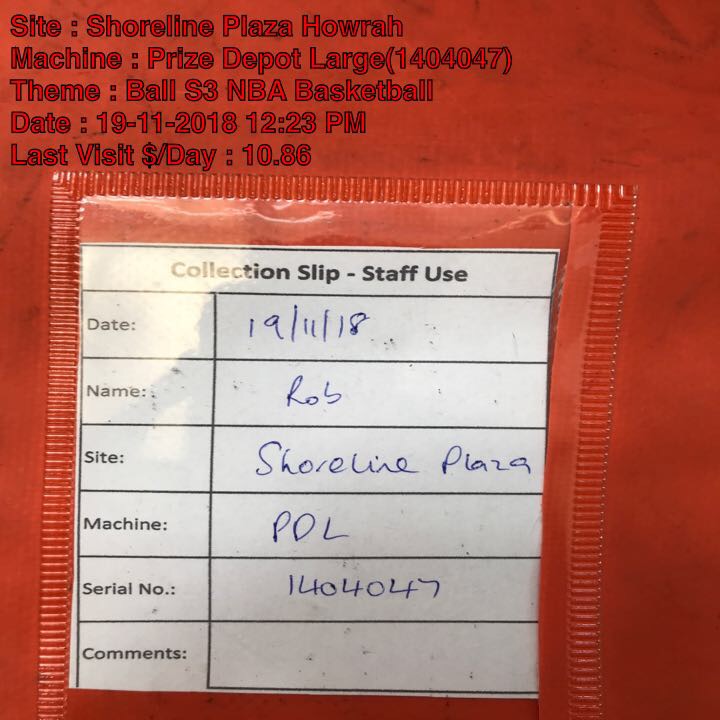 Site : Shoreline Plaza Howrah
Machine : Prize Depot Large(1404047)
Theme : Ball S3 NBA Basketball
Date : 19-11-2018 12:23 PM
Last Visit $/Day : 10.86
Collection Slip - Staff Use
Date: 19/11/18
Name: Rob
Site: Shoreline Plaza
Machine: PDL
Serial No.: 1404047
Comments: